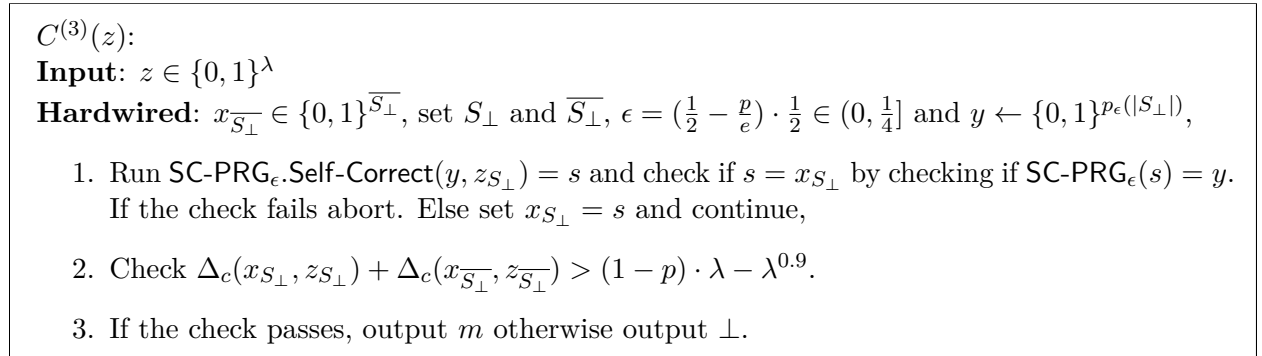 C^{(3)}(z):
Input: z ∈ {0, 1}^λ
Hardwired: x_{\overline{S_⊥}} ∈ {0, 1}^{\overline{S_⊥}}, set S_⊥ and \overline{S_⊥}, ϵ = (1/2 − p/e) · 1/2 ∈ (0, 1/4] and y ← {0, 1}^{p_ϵ(|S_⊥|)},
1. Run SC-PRG_ϵ.Self-Correct(y, z_{S_⊥}) = s and check if s = x_{S_⊥} by checking if SC-PRG_ϵ(s) = y.
If the check fails abort. Else set x_{S_⊥} = s and continue,
2. Check Δ_c(x_{S_⊥}, z_{S_⊥}) + Δ_c(x_{\overline{S_⊥}}, z_{\overline{S_⊥}}) > (1 − p) · λ − λ^{0.9}.
3. If the check passes, output m otherwise output ⊥.